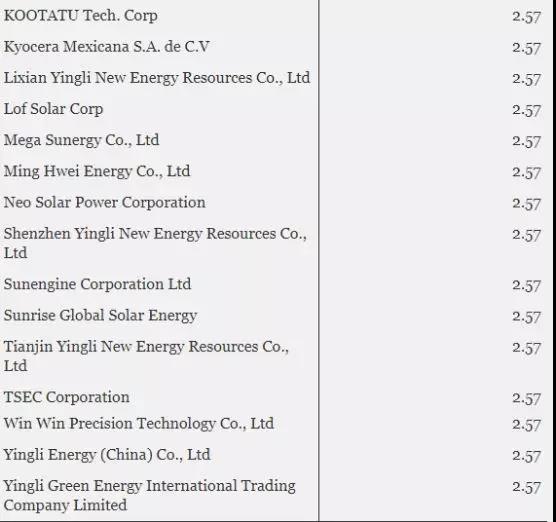 KOOTATU Tech. Corp 2.57
Kyocera Mexicana S.A. de C.V 2.57
Lixian Yingli New Energy Resources Co., Ltd 2.57
Lof Solar Corp 2.57
Mega Sunergy Co., Ltd 2.57
Ming Hwei Energy Co., Ltd 2.57
Neo Solar Power Corporation 2.57
Shenzhen Yingli New Energy Resources Co., 2.57
Ltd
Sunengine Corporation Ltd 2.57
Sunrise Global Solar Energy 2.57
Tianjin Yingli New Energy Resources Co., 2.57
Ltd
TSEC Corporation 2.57
Win Win Precision Technology Co., Ltd 2.57
Yingli Energy (China) Co., Ltd 2.57
Yingli Green Energy International Trading 2.57
Company Limited